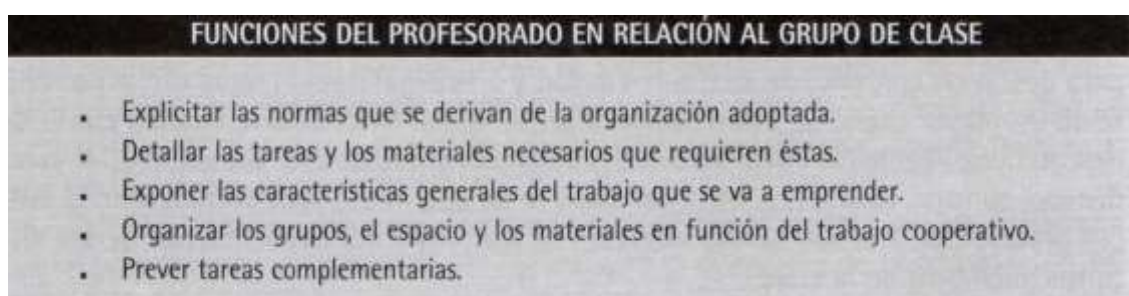 FUNCIONES DEL PROFESORADO EN RELACIÓN AL GRUPO DE CLASE
. Explicitar las normas que se derivan de la organización adoptada.
. Detallar las tareas y los materiales necesarios que requieren éstas.
. Exponer las características generales del trabajo que se va a emprender.
. Organizar los grupos, el espacio y los materiales en función del trabajo cooperativo.
. Prever tareas complementarias.